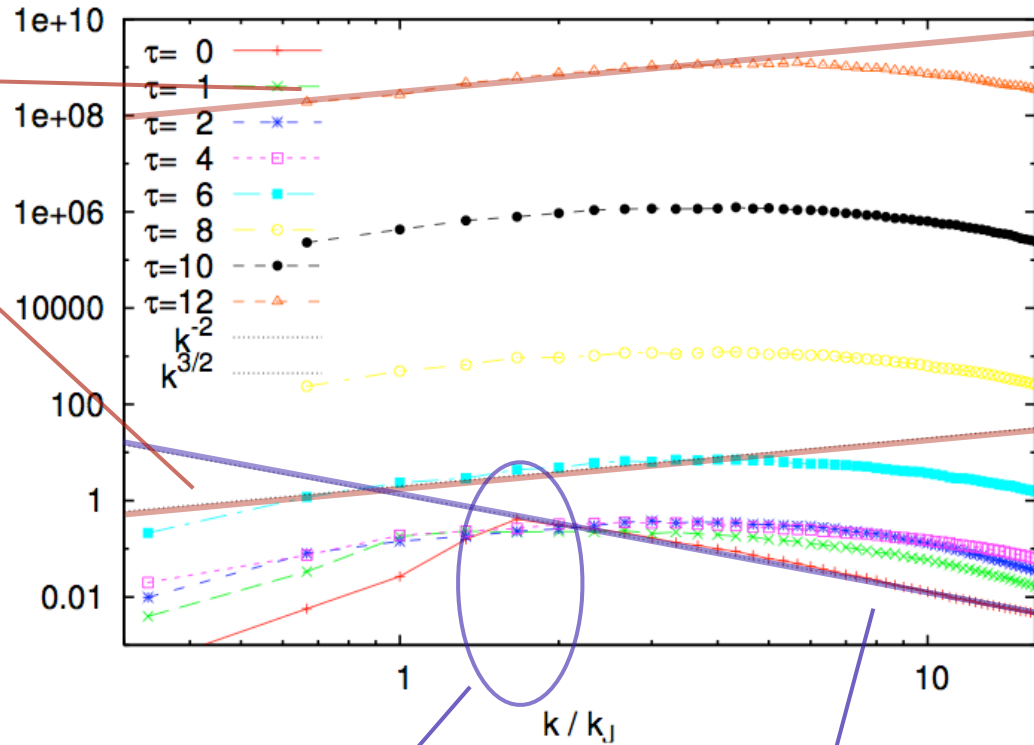 1e+10
1e+08
1e+06
10000
100
1
0.01
τ= 0
τ= 1
τ= 2
τ= 4
τ= 6
τ= 8
τ=10
τ=12
k^-2
k^3/2
1
10
k / k_J